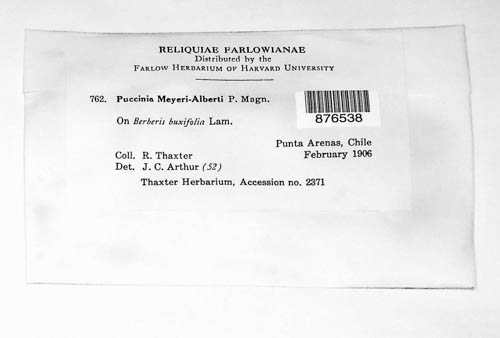 RELIQUIAE FARLOWIANAE
Distributed by the
FARLOW HERBARIUM OF HARVARD UNIVERSITY
762. Puccinia Meyeri-Alberti P. Magn.
876538
On Berberis buxifolia Lam.
Punta Arenas, Chile
Coll. R. Thaxter February 1906
Det. J. C. Arthur (52)
Thaxter Herbarium, Accession no. 2371